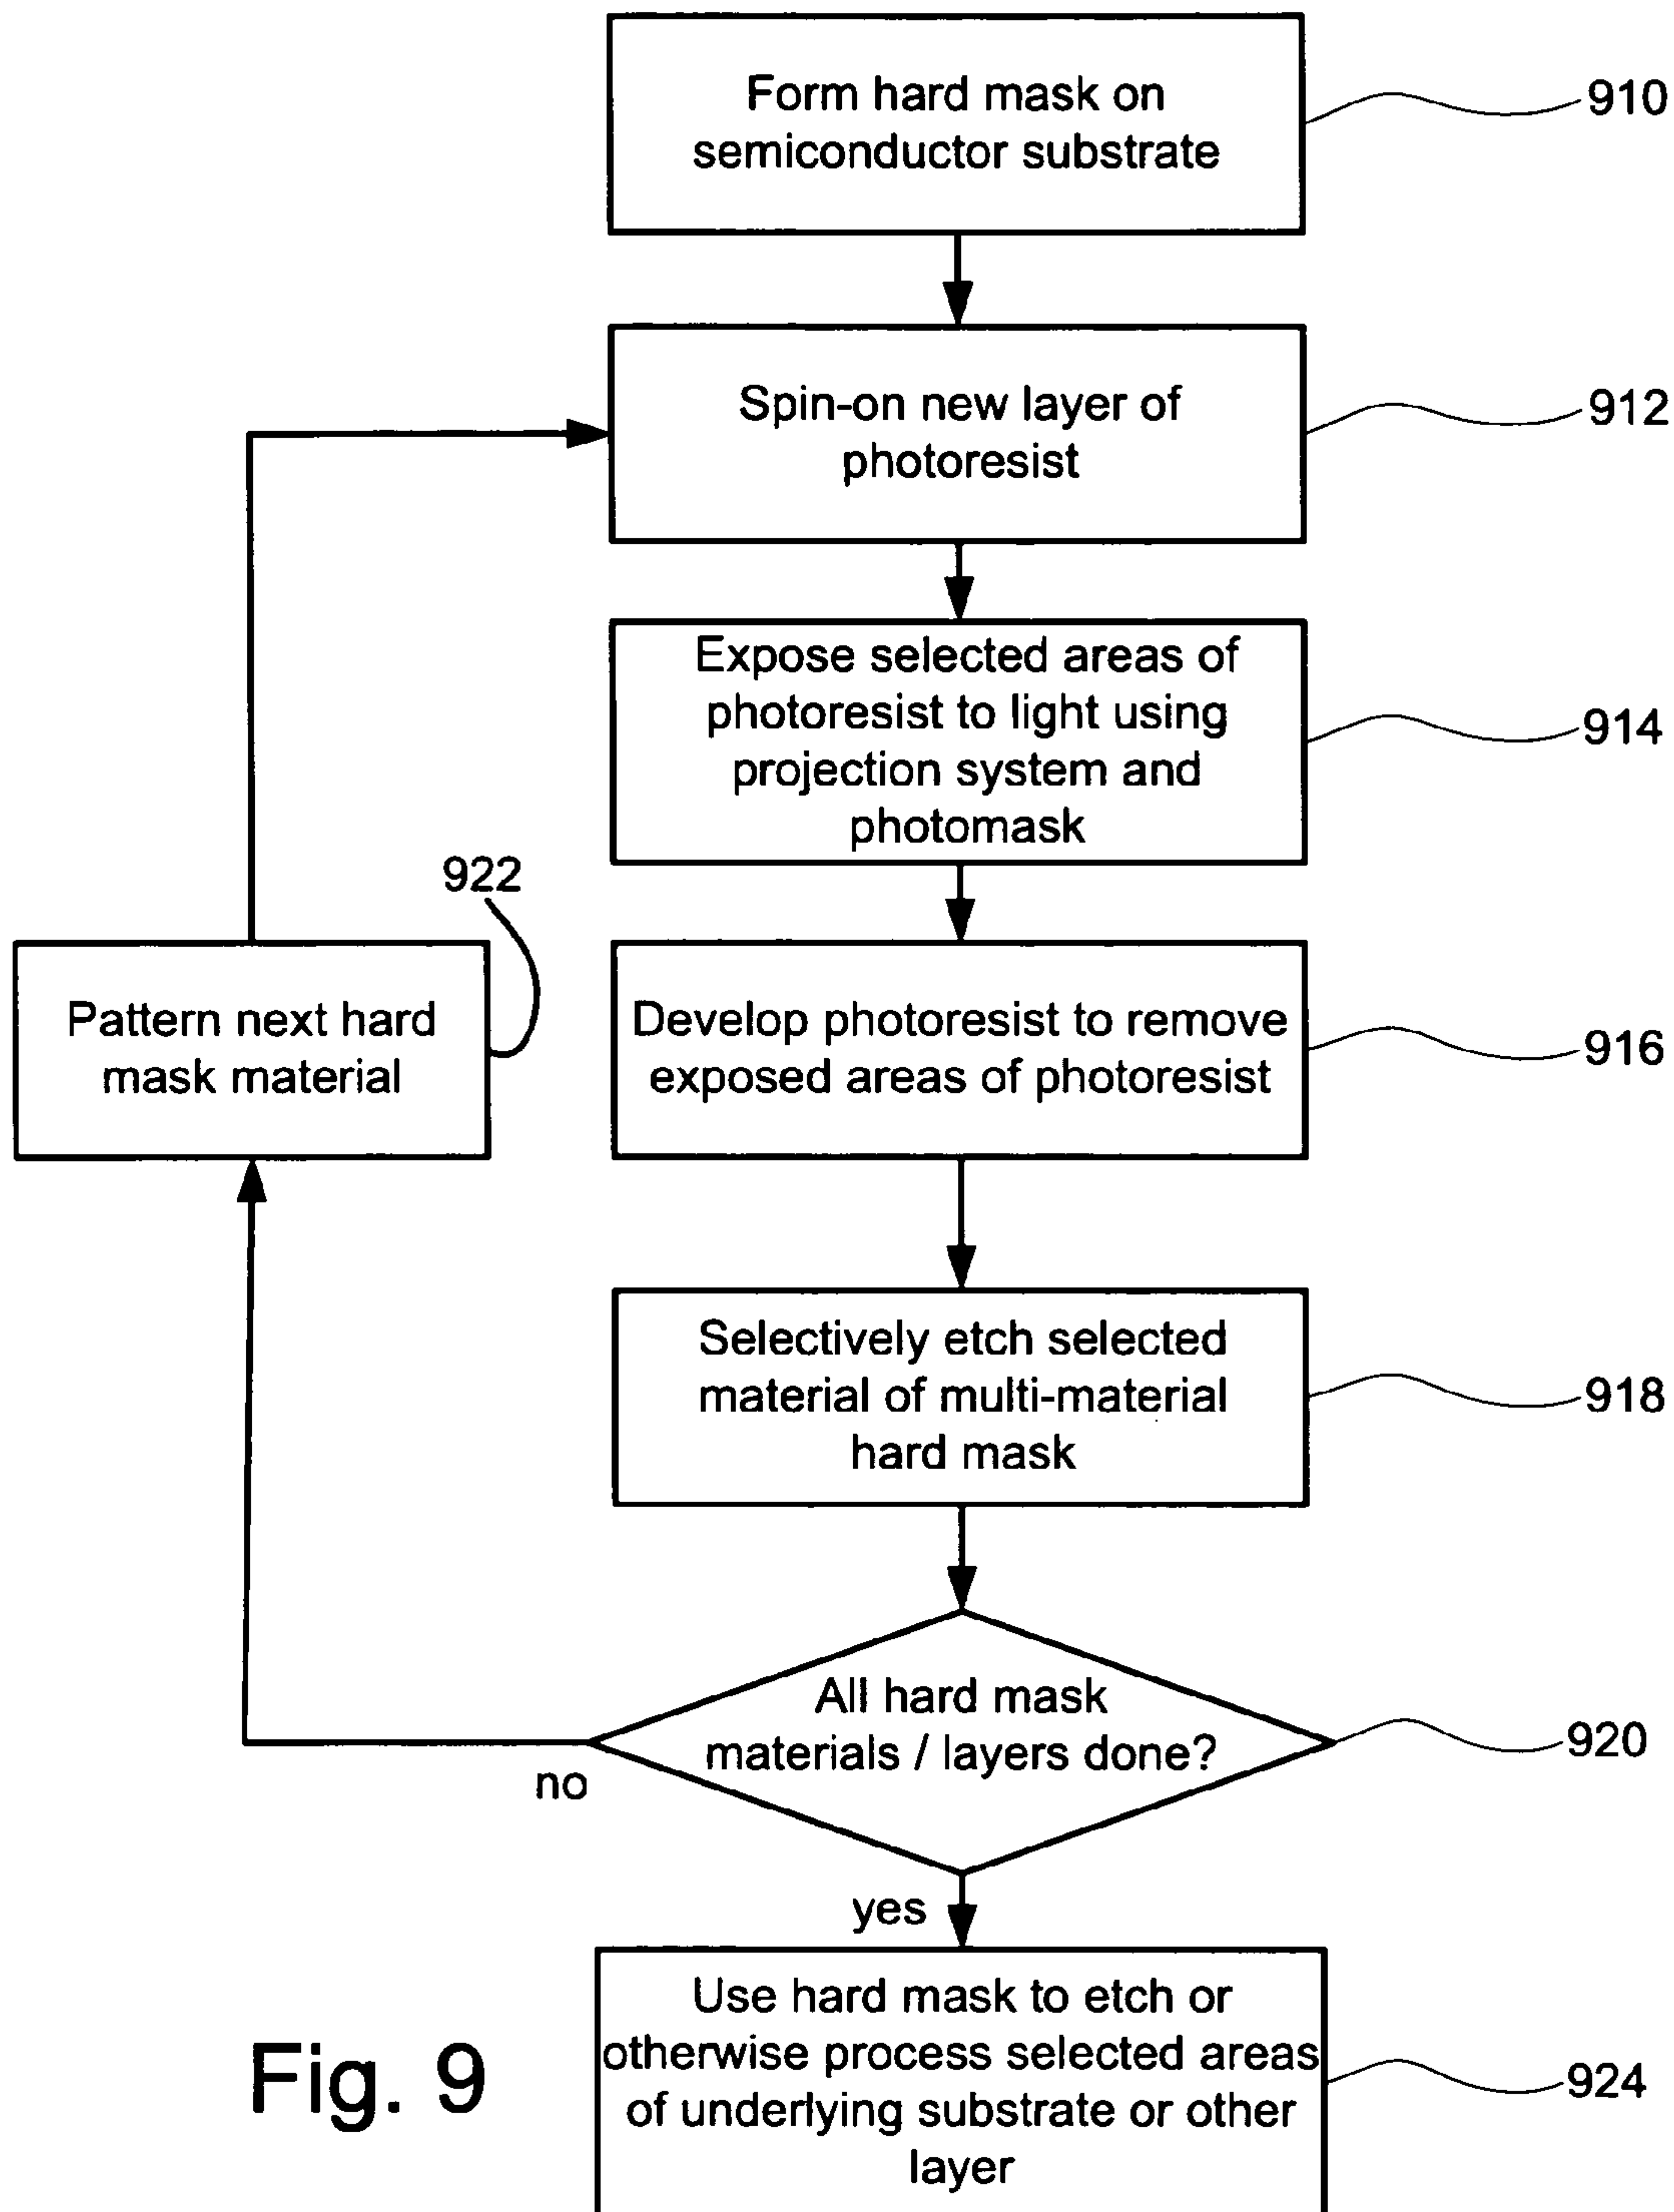 Form hard mask on
semiconductor substrate
910
Spin-on new layer of
photoresist
912
Expose selected areas of
photoresist to light using
projection system and
photomask
914
922
Pattern next hard
mask material
Develop photoresist to remove
exposed areas of photoresist
916
Selectively etch selected
material of multi-material
hard mask
918
All hard mask
materials / layers done?
920
no
yes
Use hard mask to etch or
otherwise process selected areas
of underlying substrate or other
layer
924
Fig. 9